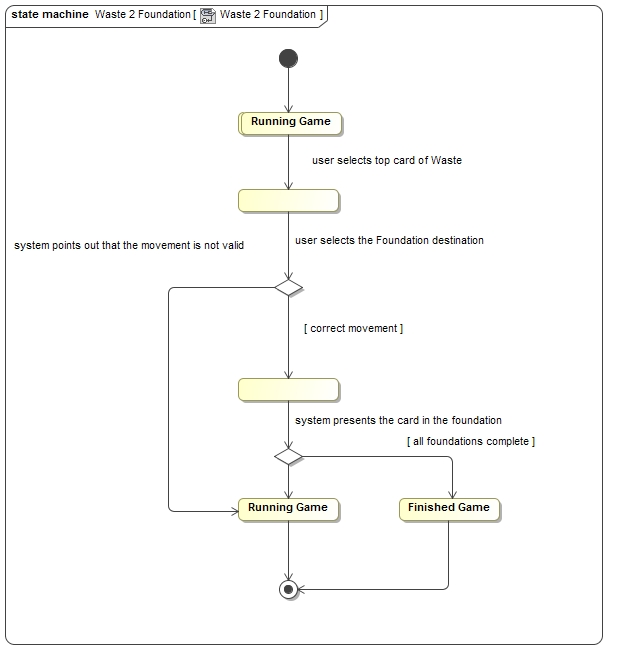 state machine Waste 2 Foundation [ Waste 2 Foundation ]
Running Game
user selects top card of Waste
user selects the Foundation destination
system points out that the movement is not valid
[ correct movement ]
system presents the card in the foundation
[ all foundations complete ]
Running Game
Finished Game